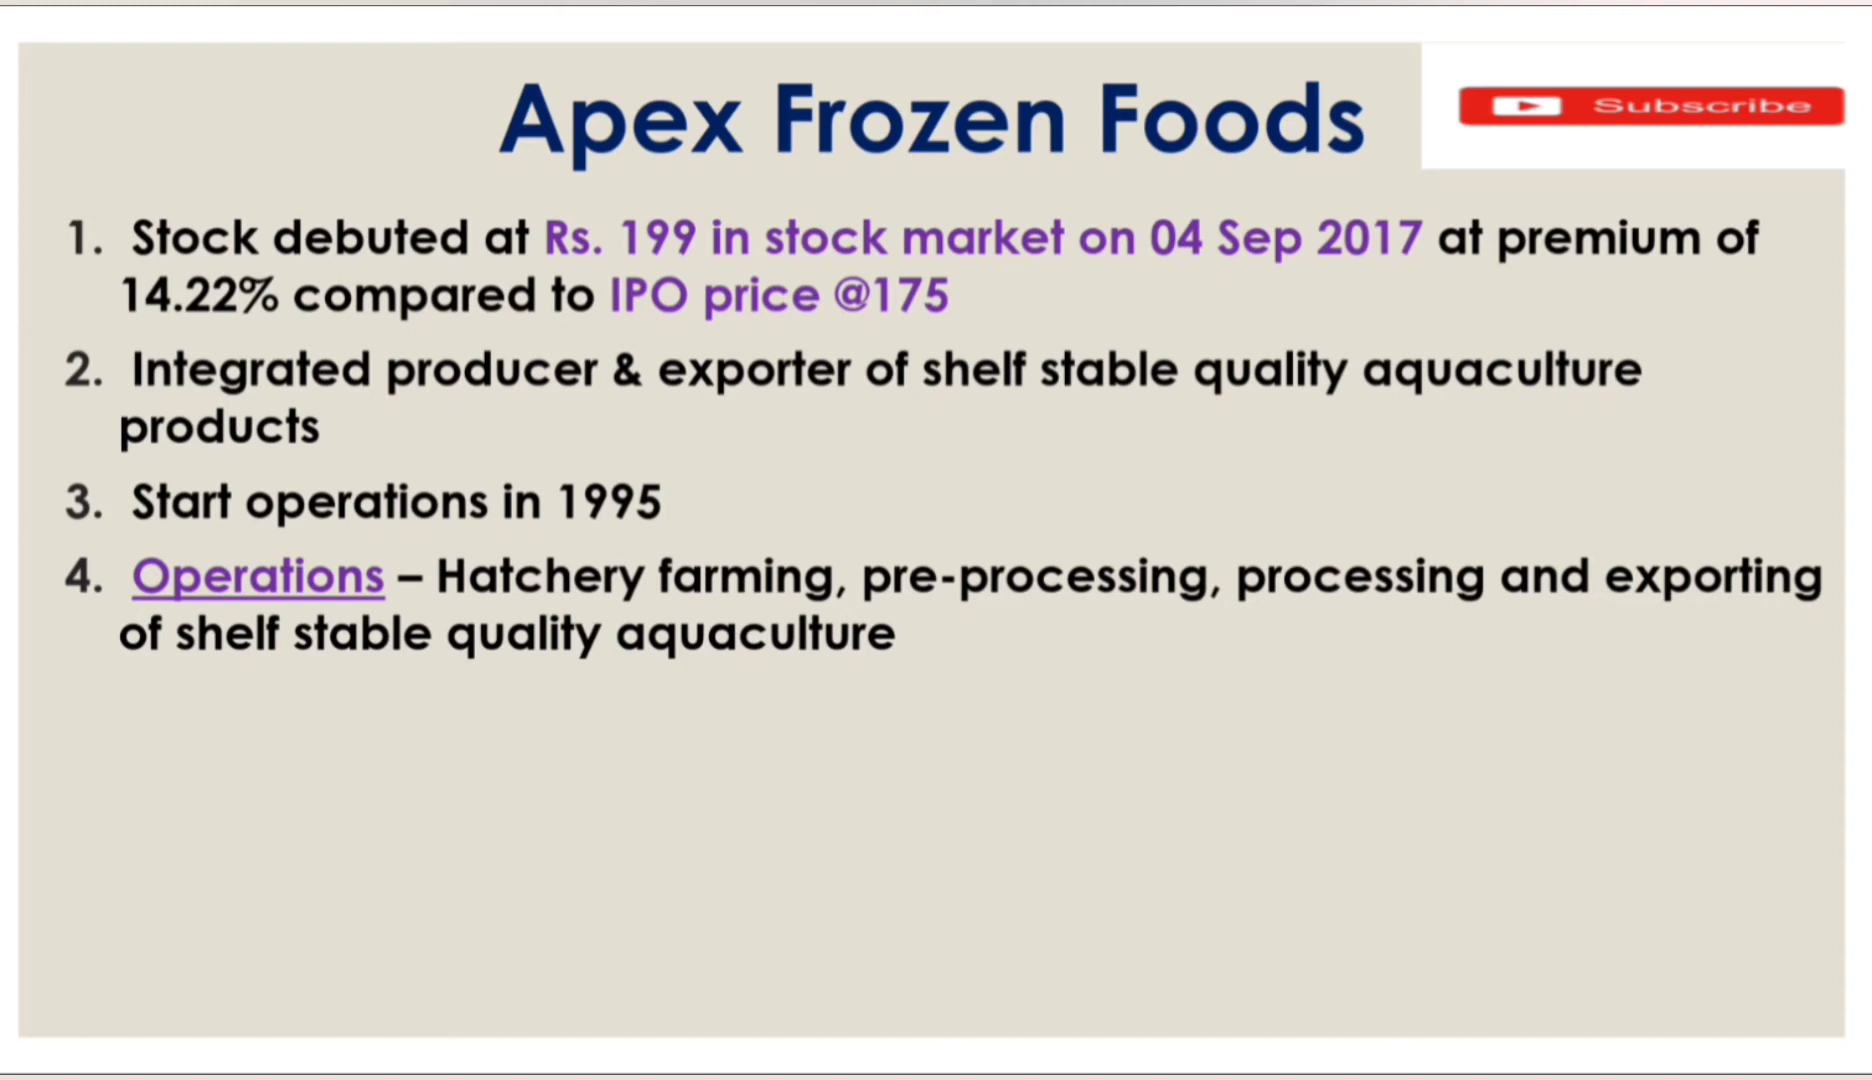 Apex Frozen Foods
Subscribe
1. Stock debuted at Rs. 199 in stock market on 04 Sep 2017 at premium of
14.22% compared to IPO price @175
2. Integrated producer & exporter of shelf stable quality aquaculture
products
3. Start operations in 1995
4. Operations – Hatchery farming, pre-processing, processing and exporting
of shelf stable quality aquaculture